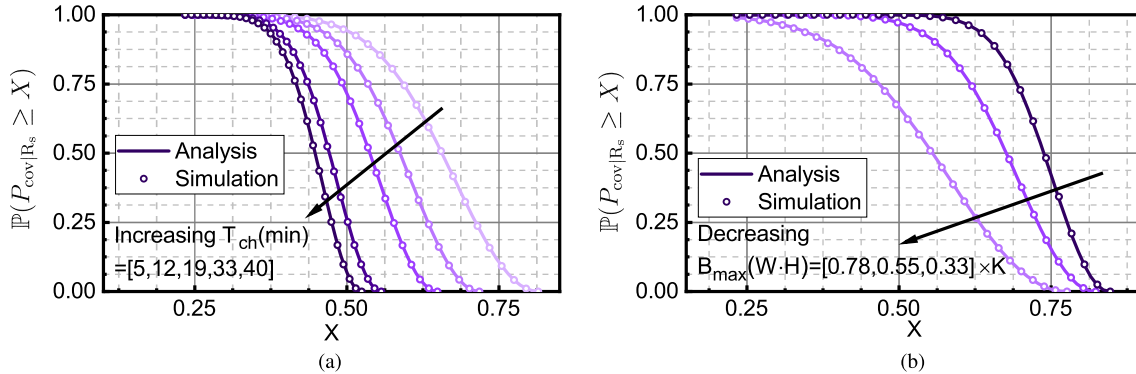 1.00
0.75
0.50
0.25
0.00
ℙ(P_cov|R_s ≥ X)
Analysis
Simulation
Increasing T_ch(min)
=[5,12,19,33,40]
0.25 0.50 0.75
X
(a)
1.00
0.75
0.50
0.25
0.00
ℙ(P_cov|R_s ≥ X)
Analysis
Simulation
Decreasing
B_max(W·H)=[0.78,0.55,0.33]×K
0.25 0.50 0.75
X
(b)